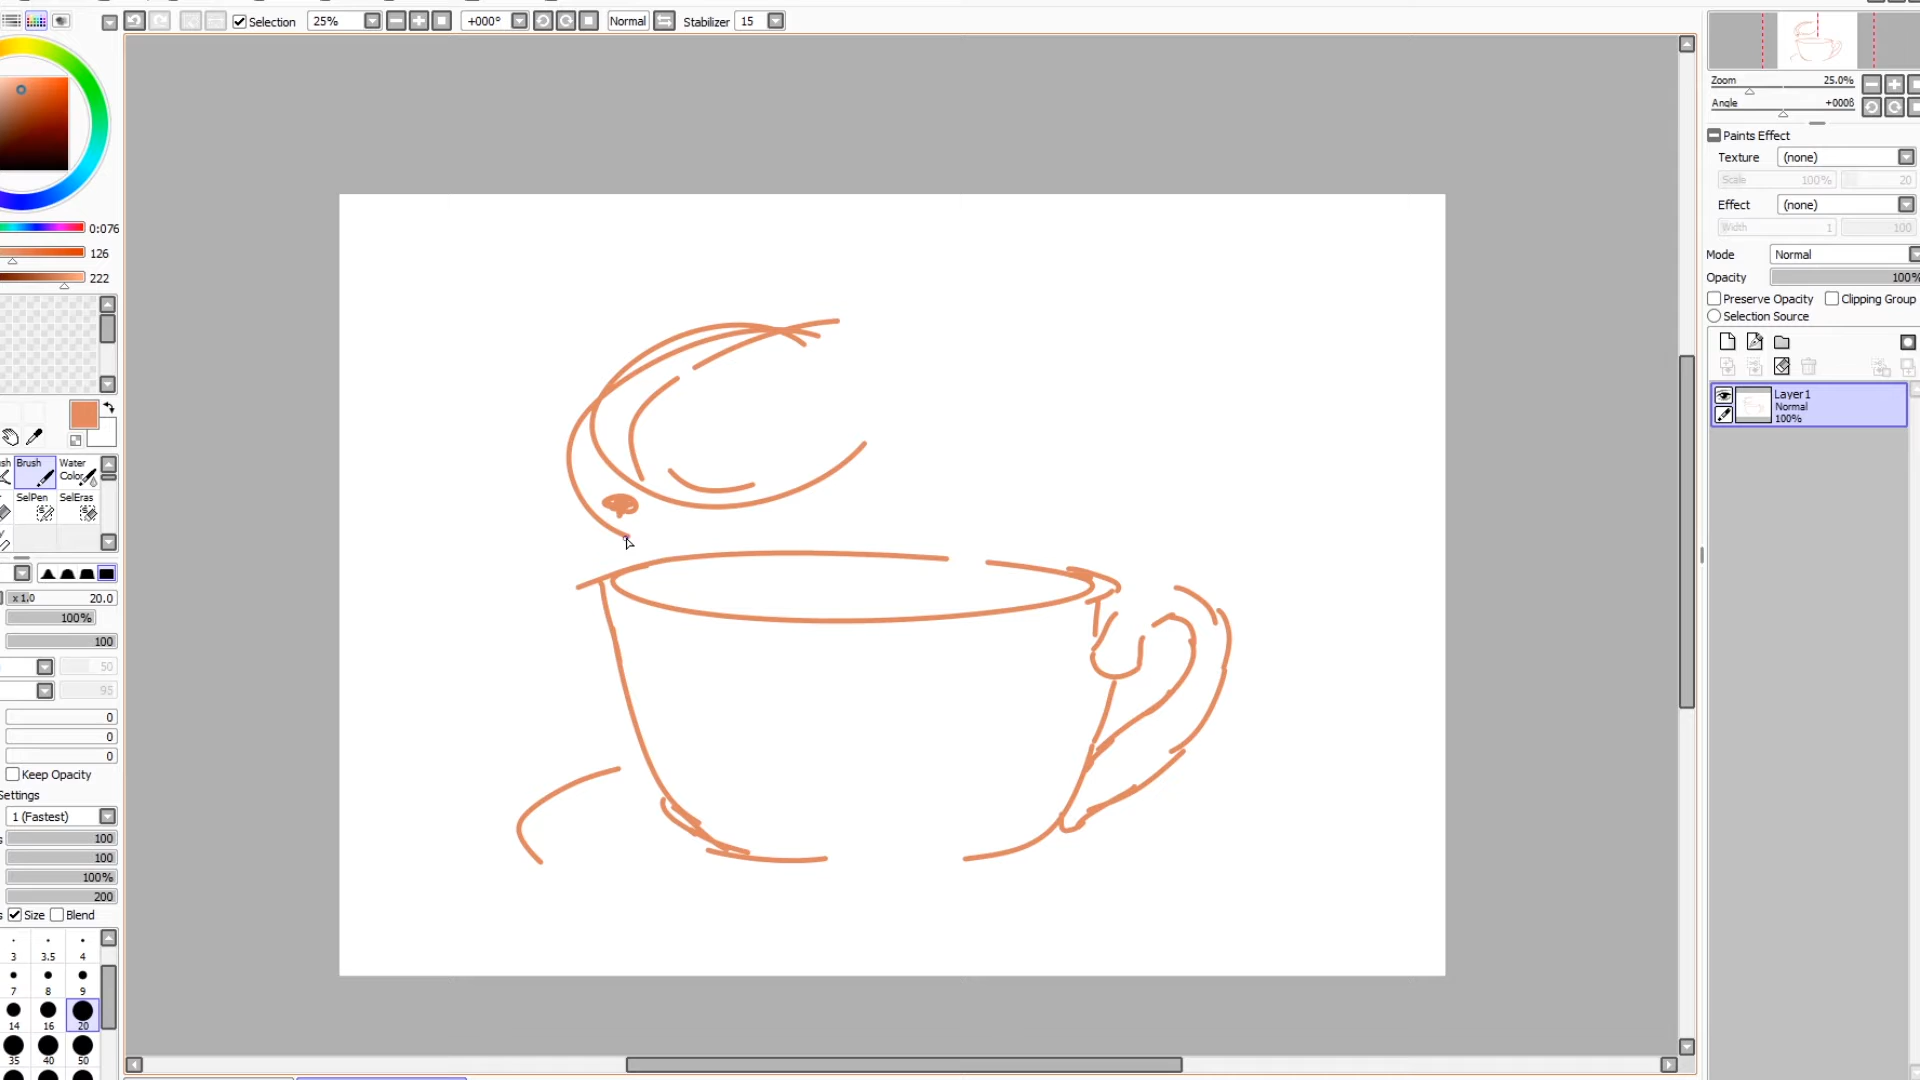 Selection 25% +000° Normal Stabilizer 15
0:076
126
222
Brush Water
Color
SelPen SelEras
x 1.0 20.0
100%
100
50
95
0
0
0
Keep Opacity
Settings
1 (Fastest)
100
100
100%
200
Size Blend
3 3.5 4
7 8 9
14 16 20
35 40 50
Zoom 25.0%
Angle +0008
Paints Effect
Texture (none)
Scale 100% 20
Effect (none)
Width 1 100
Mode Normal
Opacity 100%
Preserve Opacity Clipping Group
Selection Source
Layer1
Normal
100%